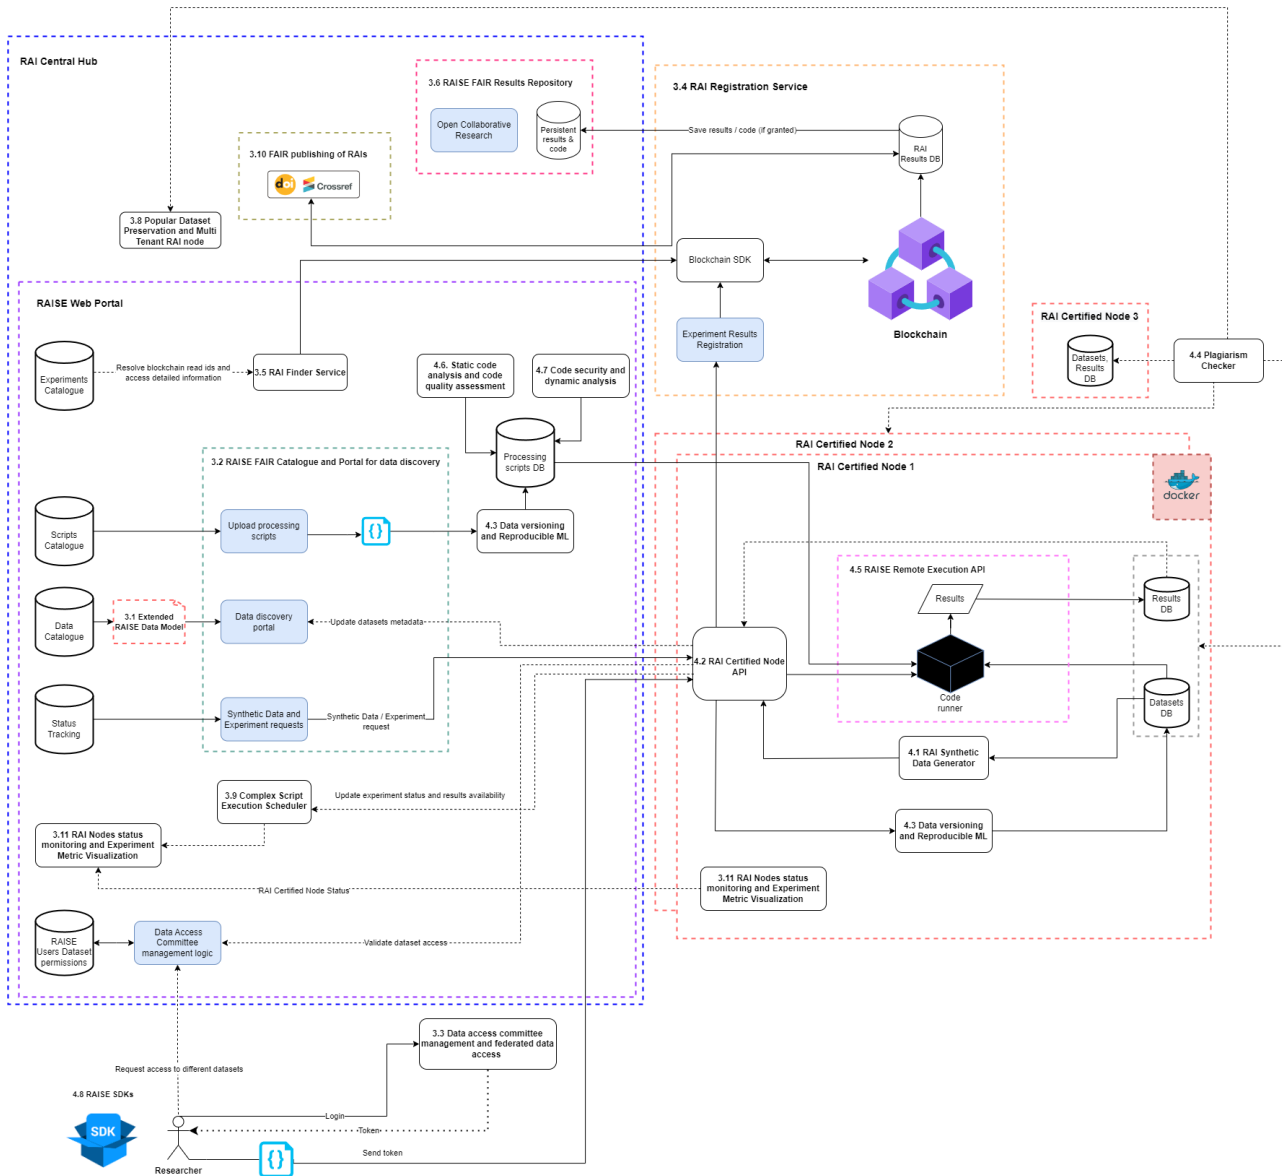 RAI Central Hub
3.6 RAISE FAIR Results Repository
Open Collaborative
Research
Persistent
results &
code
3.4 RAI Registration Service
Save results / code (if granted)
RAI
Results DB
3.10 FAIR publishing of RAIs
doi
Crossref
3.8 Popular Dataset
Preservation and Multi
Tenant RAI node
Blockchain SDK
Blockchain
Experiment Results
Registration
RAISE Web Portal
Experiments
Catalogue
Resolve blockchain read ids and
access detailed information
3.5 RAI Finder Service
4.6. Static code
analysis and code
quality assessment
4.7 Code security and
dynamic analysis
RAI Certified Node 3
Datasets,
Results
DB
4.4 Plagiarism
Checker
3.2 RAISE FAIR Catalogue and Portal for data discovery
Processing
scripts DB
RAI Certified Node 2
RAI Certified Node 1
docker
Scripts
Catalogue
Upload processing
scripts
{}
4.3 Data versioning
and Reproducible ML
4.5 RAISE Remote Execution API
Results
Results
DB
Data
Catalogue
3.1 Extended
RAISE Data Model
Data discovery
portal
Update datasets metadata
4.2 RAI Certified Node
API
Code
runner
Datasets
DB
Status
Tracking
Synthetic Data and
Experiment requests
Synthetic Data / Experiment
request
4.1 RAI Synthetic
Data Generator
3.9 Complex Script
Execution Scheduler
Update experiment status and results availability
3.11 RAI Nodes status
monitoring and Experiment
Metric Visualization
4.3 Data versioning
and Reproducible ML
RAI Certified Node Status
3.11 RAI Nodes status
monitoring and Experiment
Metric Visualization
RAISE
Users Dataset
permissions
Data Access
Committee
management logic
Validate dataset access
3.3 Data access committee
management and federated data
access
Request access to different datasets
4.8 RAISE SDKs
SDK
Login
Token
Send token
{}
Researcher